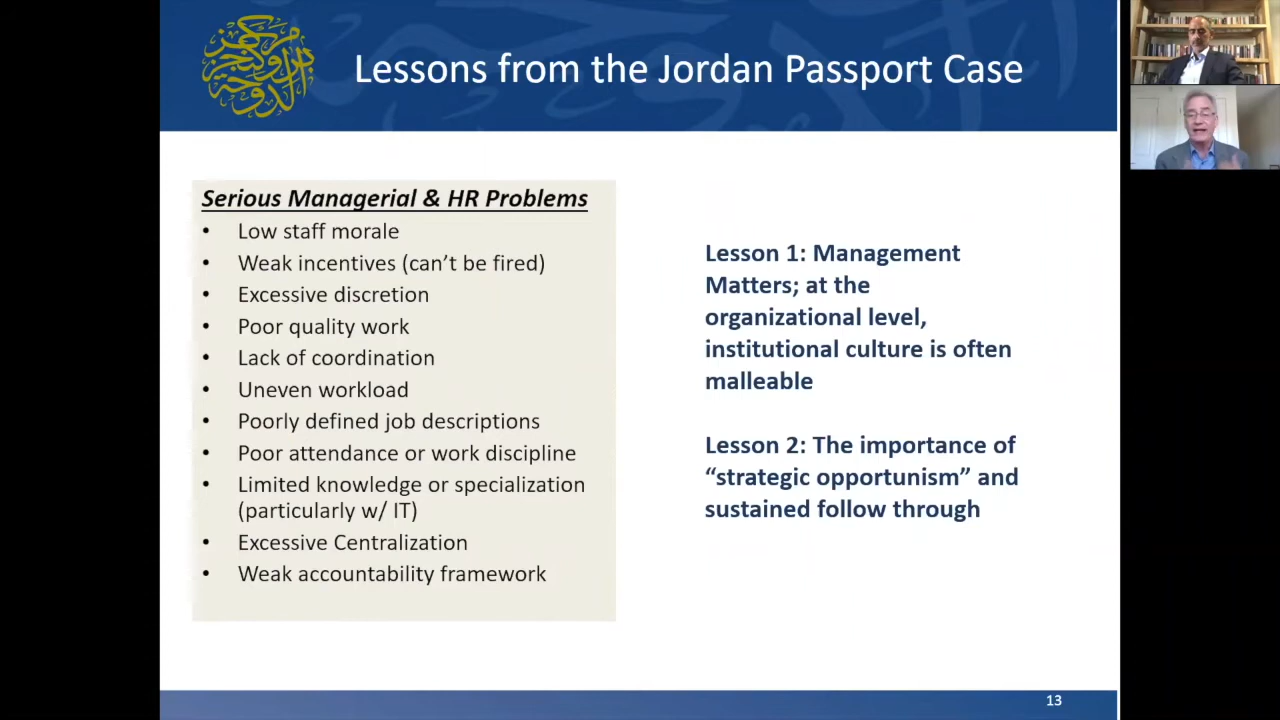 Lessons from the Jordan Passport Case
Serious Managerial & HR Problems
• Low staff morale
• Weak incentives (can’t be fired)
• Excessive discretion
• Poor quality work
• Lack of coordination
• Uneven workload
• Poorly defined job descriptions
• Poor attendance or work discipline
• Limited knowledge or specialization
(particularly w/ IT)
• Excessive Centralization
• Weak accountability framework
Lesson 1: Management
Matters; at the
organizational level,
institutional culture is often
malleable
Lesson 2: The importance of
“strategic opportunism” and
sustained follow through
13